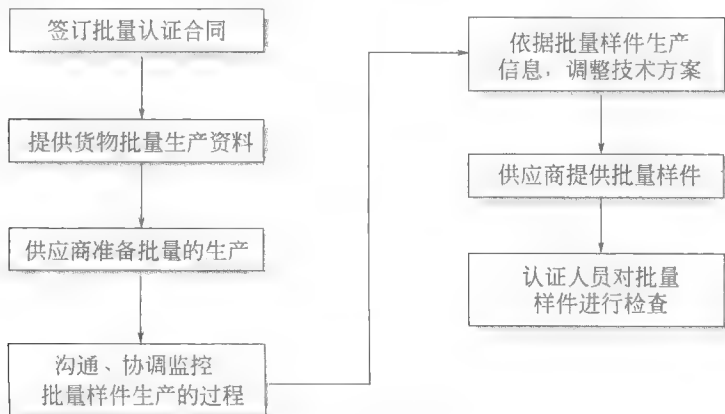 签订批量认证合同
提供货物批量生产资料
供应商准备批量的生产
沟通、协调监控
批量样件生产的过程
依据批量样件生产
信息，调整技术方案
供应商提供批量样件
认证人员对批量
样件进行检查